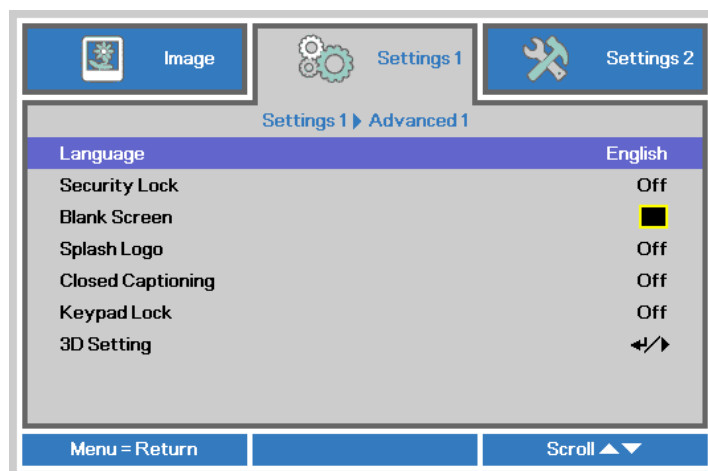 Image Settings 1 Settings 2
Settings 1 ▶ Advanced 1
Language English
Security Lock Off
Blank Screen
Splash Logo Off
Closed Captioning Off
Keypad Lock Off
3D Setting ↵/▶
Menu = Return Scroll ▲▼